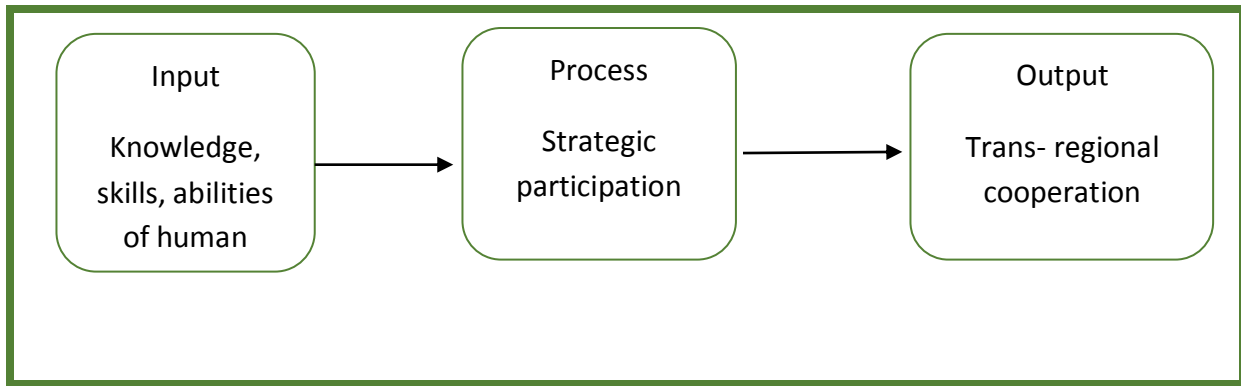 Input
Knowledge,
skills, abilities
of human
Process
Strategic
participation
Output
Trans- regional
cooperation